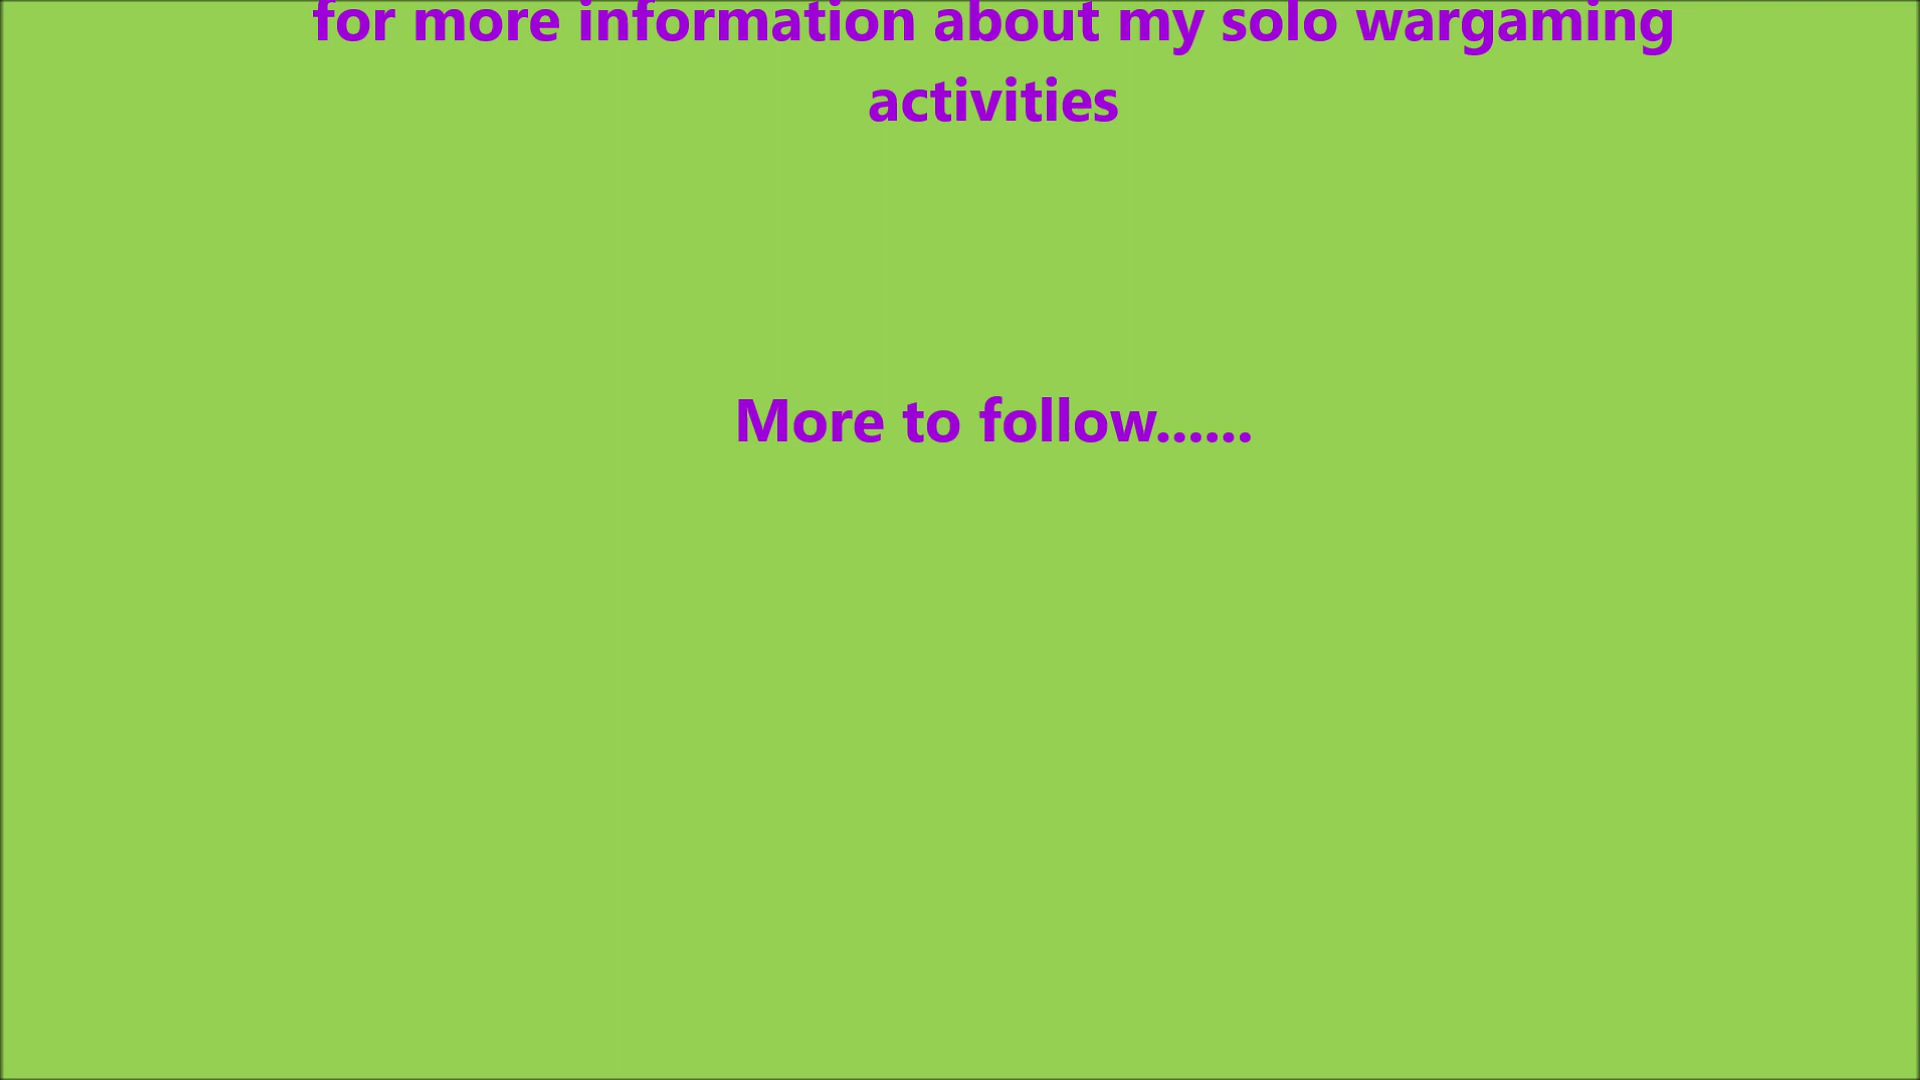 for more information about my solo wargaming
activities
More to follow......